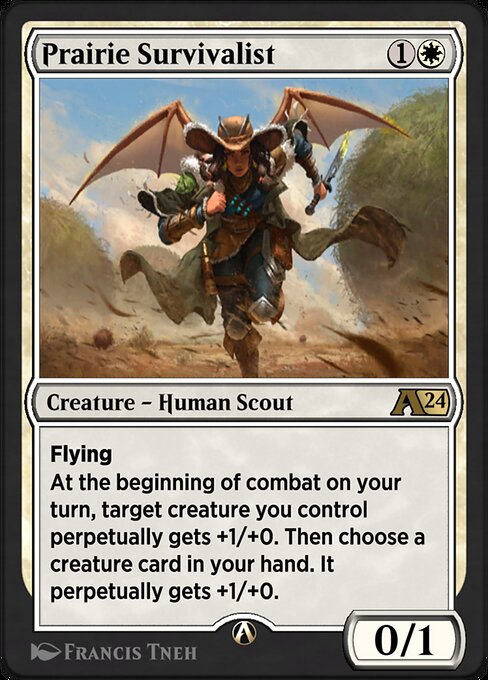 Prairie Survivalist 1
Creature – Human Scout A24
Flying
At the beginning of combat on your
turn, target creature you control
perpetually gets +1/+0. Then choose a
creature card in your hand. It
perpetually gets +1/+0.
0/1
FRANCIS TNEH